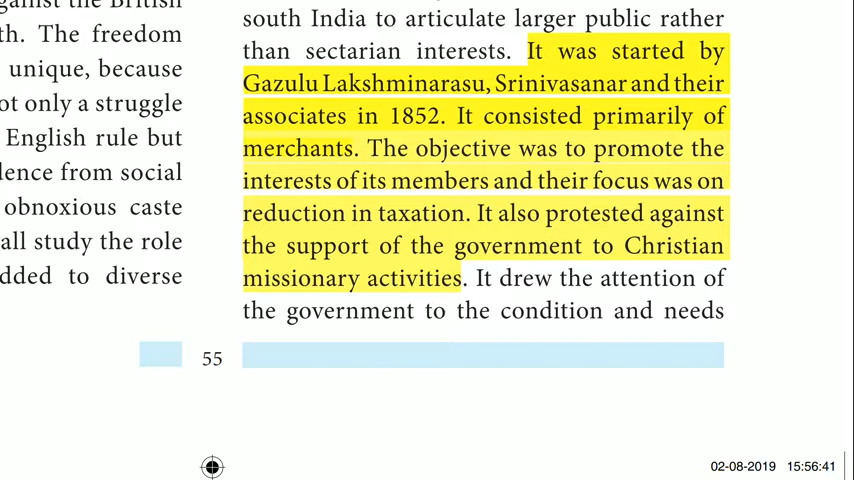 against the British
th. The freedom
unique, because
ot only a struggle
English rule but
dence from social
obnoxious caste
all study the role
dded to diverse
south India to articulate larger public rather
than sectarian interests. It was started by
Gazulu Lakshminarasu, Srinivasanar and their
associates in 1852. It consisted primarily of
merchants. The objective was to promote the
interests of its members and their focus was on
reduction in taxation. It also protested against
the support of the government to Christian
missionary activities. It drew the attention of
the government to the condition and needs
55
02-08-2019 15:56:41